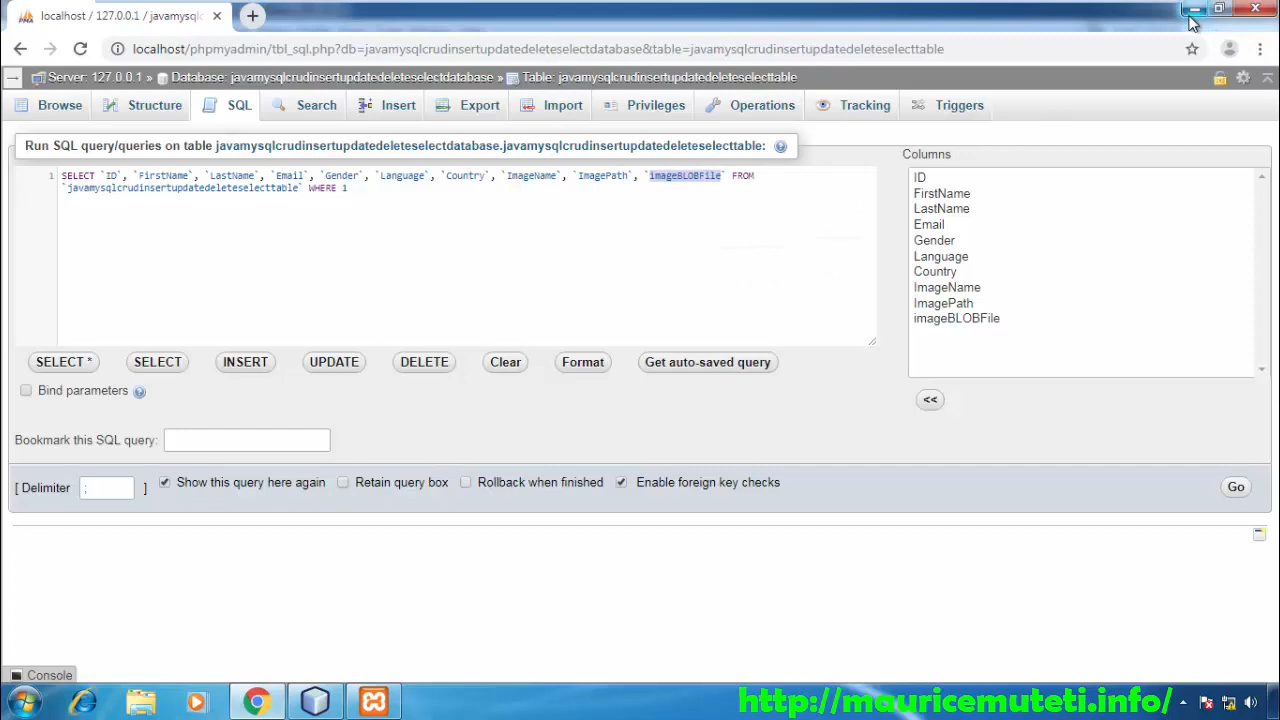 localhost / 127.0.0.1 / javamysql
localhost/phpmyadmin/tbl_sql.php?db=javamysqlcrudinsertupdatedeleteselectdatabase&table=javamysqlcrudinsertupdatedeleteselecttable
Server: 127.0.0.1 » Database: javamysqlcrudinsertupdatedeleteselectdatabase » Table: javamysqlcrudinsertupdatedeleteselecttable
Browse Structure SQL Search Insert Export Import Privileges Operations Tracking Triggers
Run SQL query/queries on table javamysqlcrudinsertupdatedeleteselectdatabase.javamysqlcrudinsertupdatedeleteselecttable:
1 SELECT `ID`, `FirstName`, `LastName`, `Email`, `Gender`, `Language`, `Country`, `ImageName`, `ImagePath`, `imageBLOBFile` FROM
`javamysqlcrudinsertupdatedeleteselecttable` WHERE 1
Columns
ID
FirstName
LastName
Email
Gender
Language
Country
ImageName
ImagePath
imageBLOBFile
SELECT * SELECT INSERT UPDATE DELETE Clear Format Get auto-saved query
<<
Bind parameters
Bookmark this SQL query:
[ Delimiter ; ] Show this query here again Retain query box Rollback when finished Enable foreign key checks Go
Console
http://mauricemuteti.info/